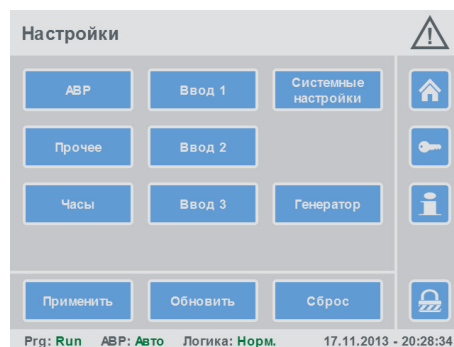 Настройки
АВР Ввод 1 Системные настройки
Прочее Ввод 2
Часы Ввод 3 Генератор
Применить Обновить Сброс
Prg: Run АВР: Авто Логика: Норм. 17.11.2013 - 20:28:34